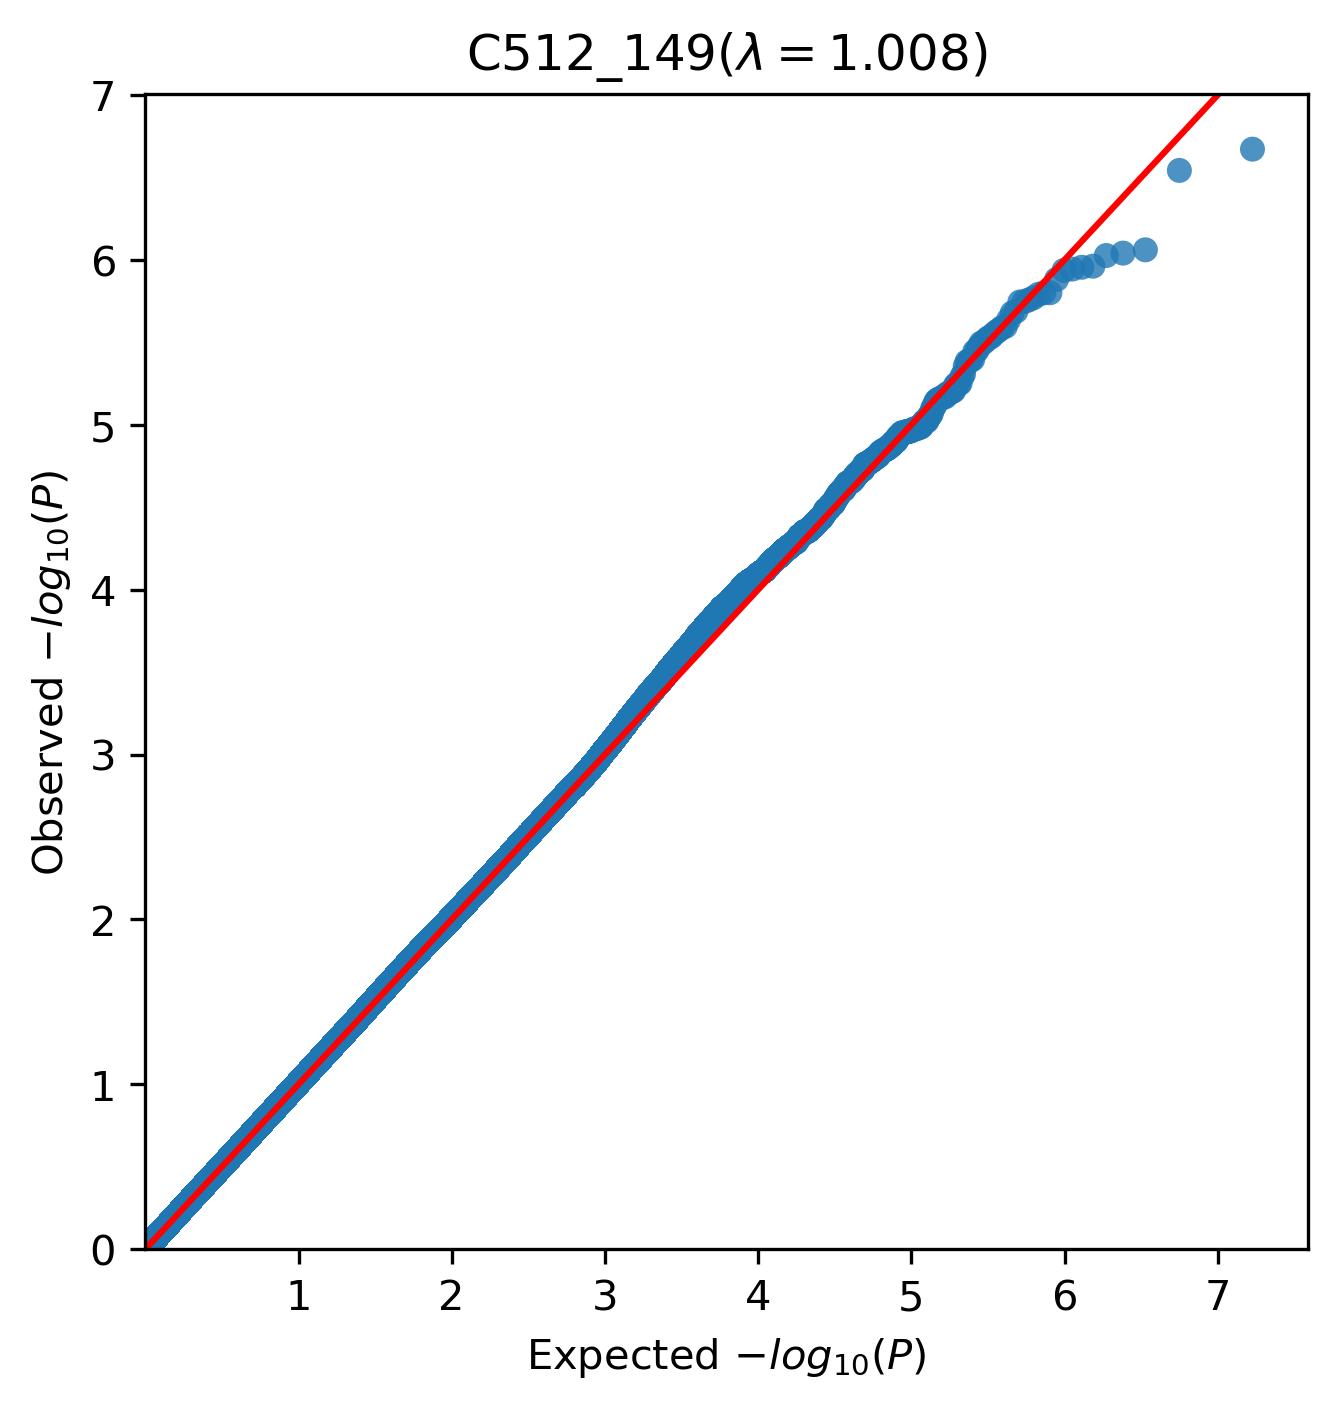 C512_149(λ = 1.008)
Observed −log₁₀(P)
7
6
5
4
3
2
1
0
1 2 3 4 5 6 7
Expected −log₁₀(P)